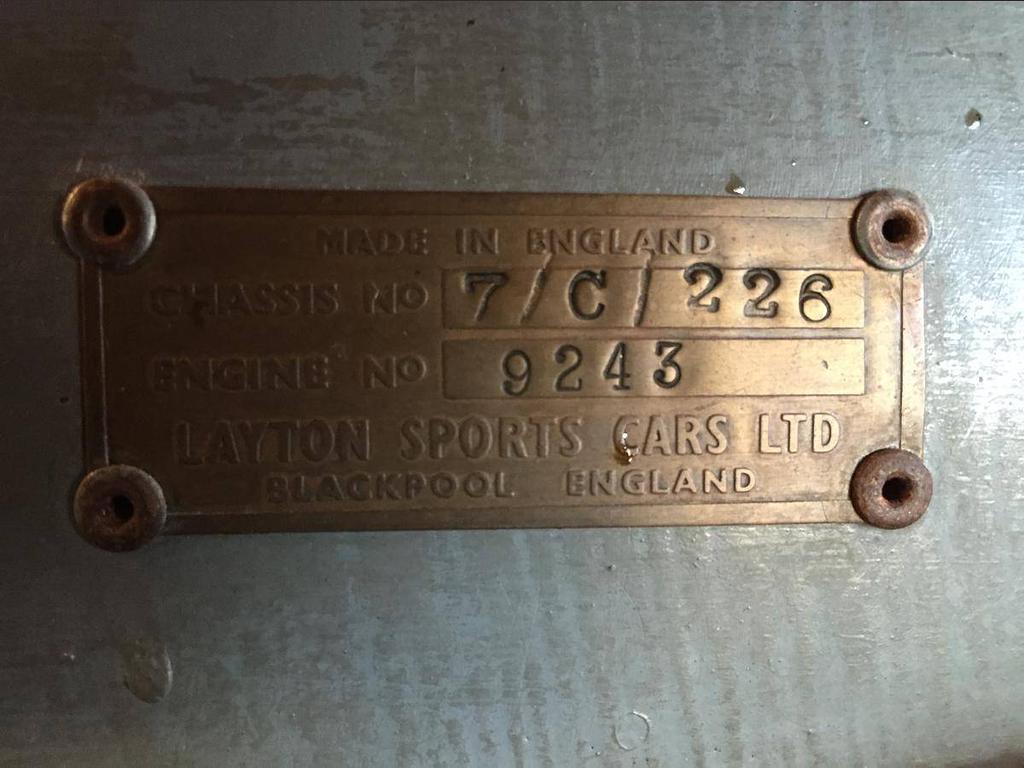 MADE IN ENGLAND
CHASSIS NO 7/C/226
ENGINE NO 9243
LAYTON SPORTS CARS LTD
BLACKPOOL ENGLAND